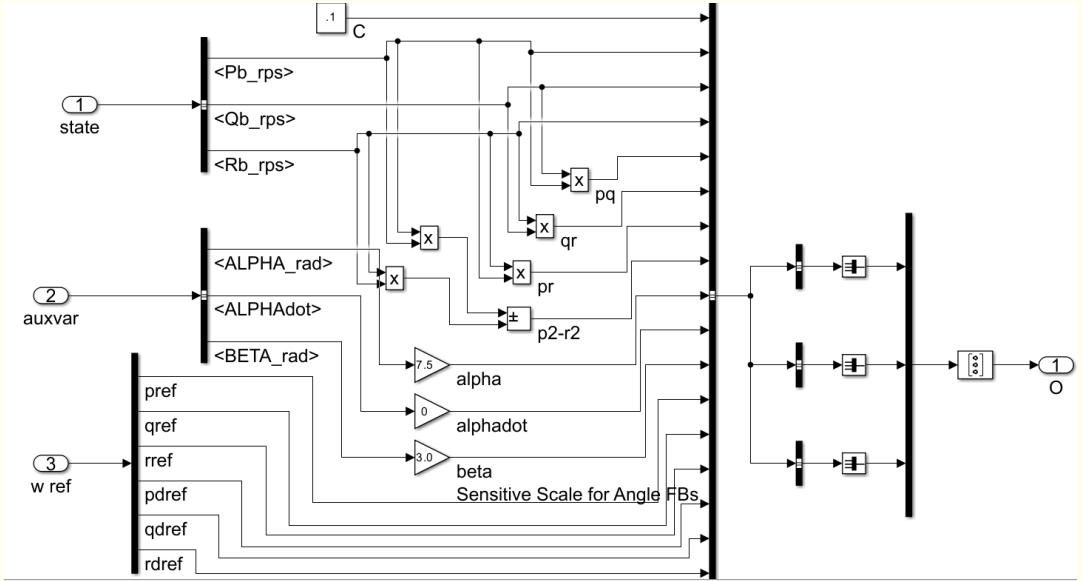 .1
C
<Pb_rps>
1
state
<Qb_rps>
<Rb_rps>
x
pq
x
qr
x
x
pr
x
±
p2-r2
<ALPHA_rad>
2
auxvar
<ALPHAdot>
<BETA_rad>
7.5
alpha
0
alphadot
3.0
beta
Sensitive Scale for Angle FBs
1
O
pref
qref
rref
3
w ref
pdref
qdref
rdref